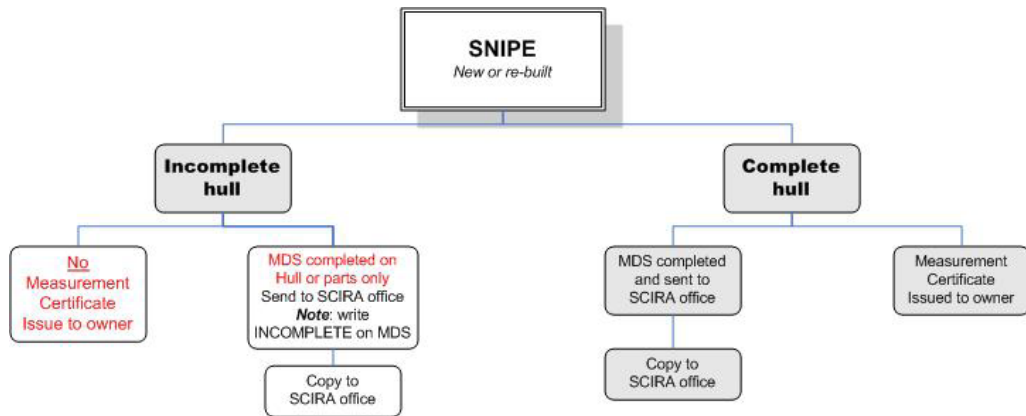 SNIPE
New or re-built
Incomplete
hull
Complete
hull
No
Measurement
Certificate
Issue to owner
MDS completed on
Hull or parts only
Send to SCIRA office
Note: write
INCOMPLETE on MDS
Copy to
SCIRA office
MDS completed
and sent to
SCIRA office
Copy to
SCIRA office
Measurement
Certificate
Issued to owner